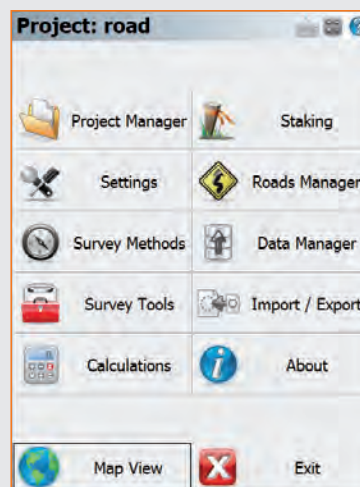 Project: road
Project Manager
Staking
Settings
Roads Manager
Survey Methods
Data Manager
Survey Tools
Import / Export
Calculations
About
Map View
Exit